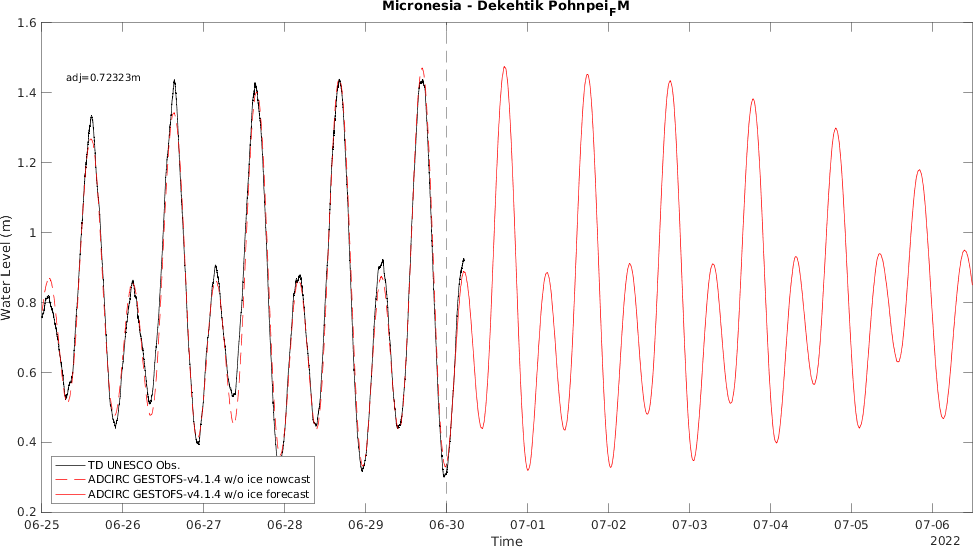 Micronesia - Dekehtik Pohnpei,FM
1.6
adj=0.72323m
1.4
1.2
1
0.8
0.6
0.4
0.2
Water Level (m)
TD UNESCO Obs.
ADCIRC GESTOFS-v4.1.4 w/o ice nowcast
ADCIRC GESTOFS-v4.1.4 w/o ice forecast
06-25 06-26 06-27 06-28 06-29 06-30 07-01 07-02 07-03 07-04 07-05 07-06
Time
2022